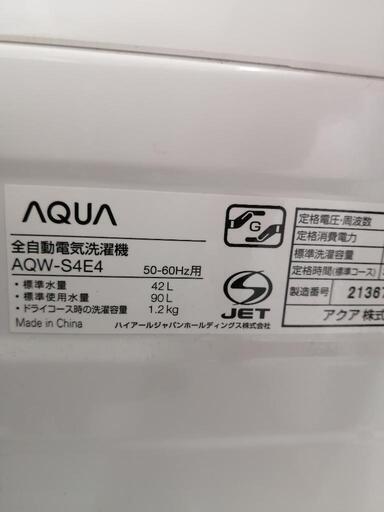 AQUA
全自動電気洗濯機
AQW-S4E4 50-60Hz用
・標準水量 42L
・標準使用水量 90L
・ドライコース時の洗濯容量 1.2kg
Made in China
ハイアールジャパンホールディングス株式会社
G
S
JET
定格電圧・周波数
定格消費電力
標準洗濯容量
定格時間(標準コース)
製造番号 2136
アクア 株式